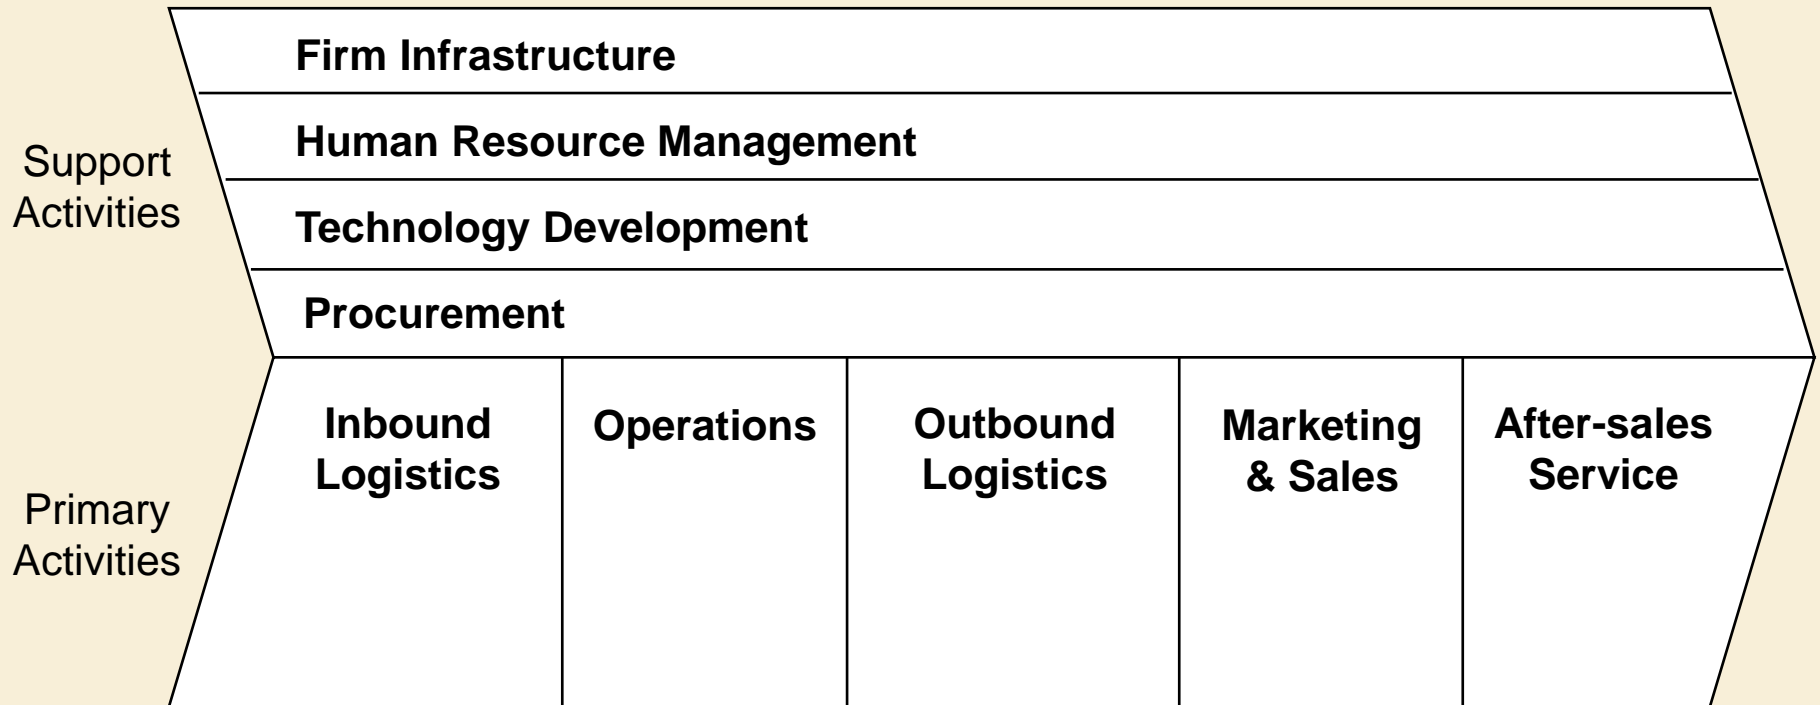 Support
Activities
Firm Infrastructure
Human Resource Management
Technology Development
Procurement
Primary
Activities
Inbound
Logistics
Operations
Outbound
Logistics
Marketing
& Sales
After-sales
Service